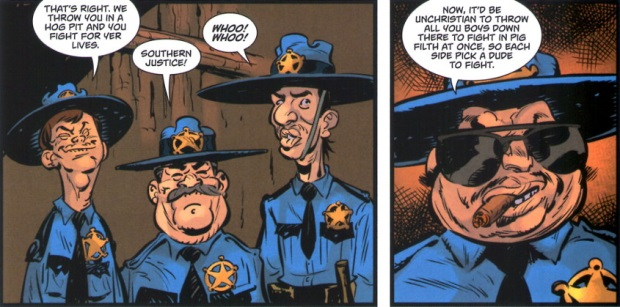 THAT'S RIGHT. WE
THROW YOU IN A
HOG PIT AND YOU
FIGHT FOR YER
LIVES.
SOUTHERN
JUSTICE!
WHOO!
WHOO!
NOW, IT'D BE
UNCHRISTIAN TO THROW
ALL YOU BOYS DOWN
THERE TO FIGHT IN PIG
FILTH AT ONCE, SO EACH
SIDE PICK A DUDE
TO FIGHT.